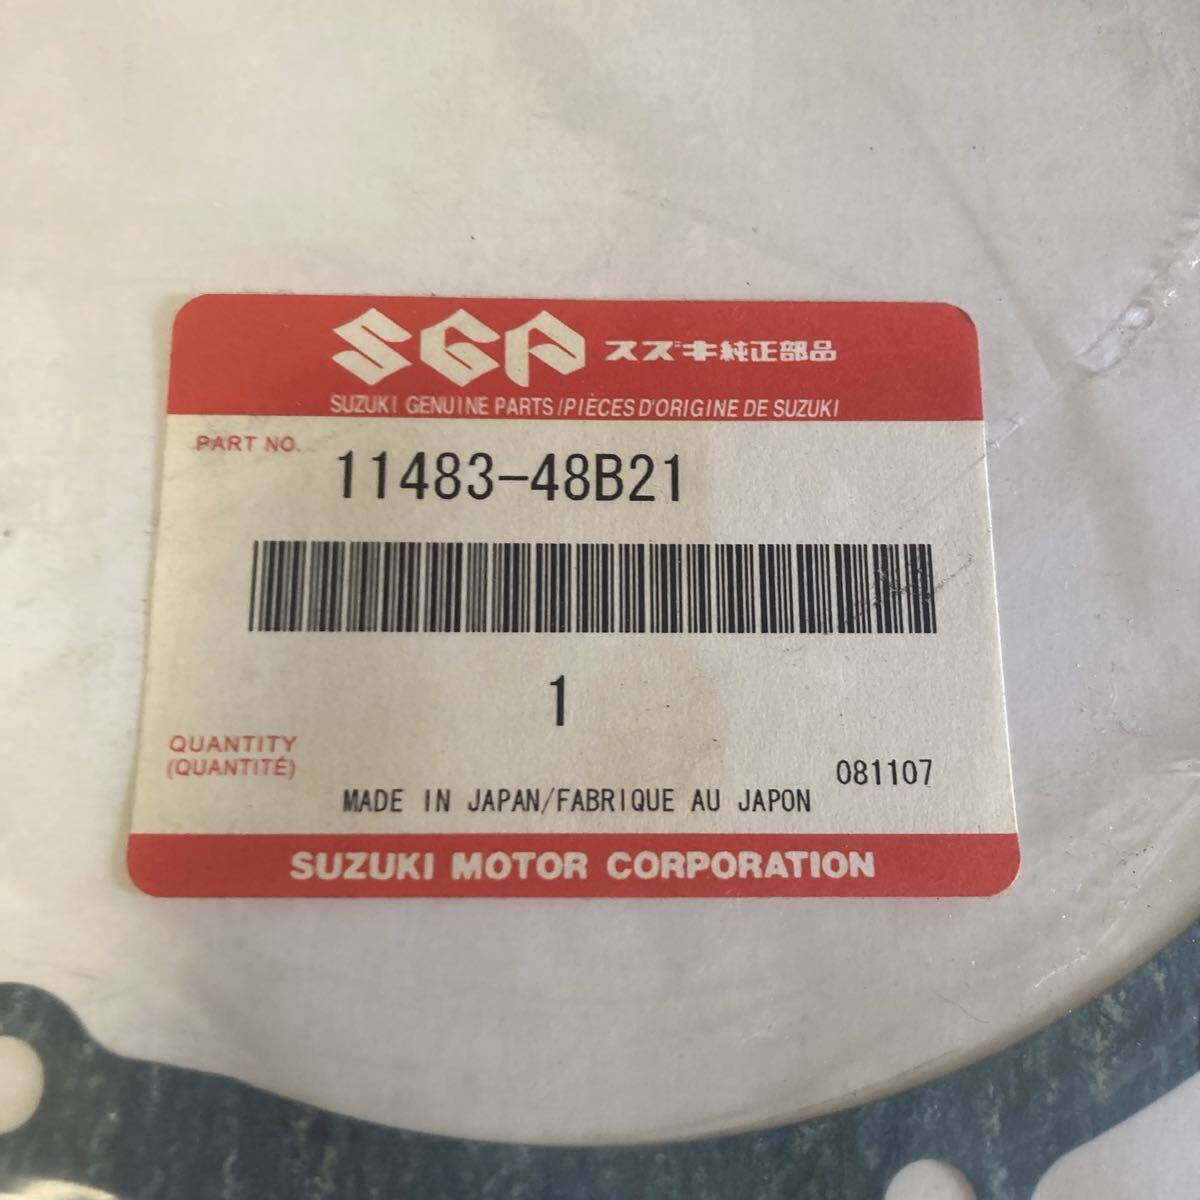 SGP スズキ純正部品
SUZUKI GENUINE PARTS/PIÈCES D'ORIGINE DE SUZUKI
PART NO. 11483-48B21
1
QUANTITY
(QUANTITÉ)
081107
MADE IN JAPAN/FABRIQUE AU JAPON
SUZUKI MOTOR CORPORATION